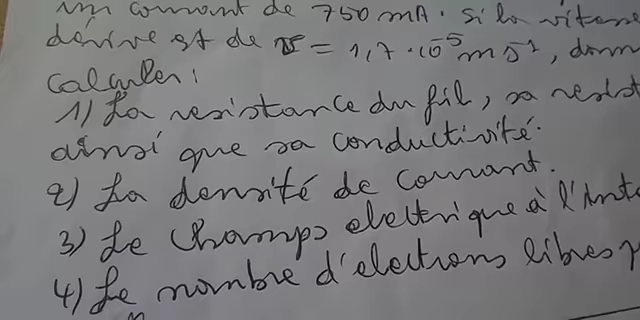 un courant de 750 mA. Si la vitesse
dérive est de v = 1,7·10⁻⁵ m s⁻¹, donn
Calculer :
1) La resistance du fil, sa resist
ainsi que sa conductivité.
2) La densité de courant.
3) Le Champs electrique à l'inte
4) Le nombre d'electrons libres p